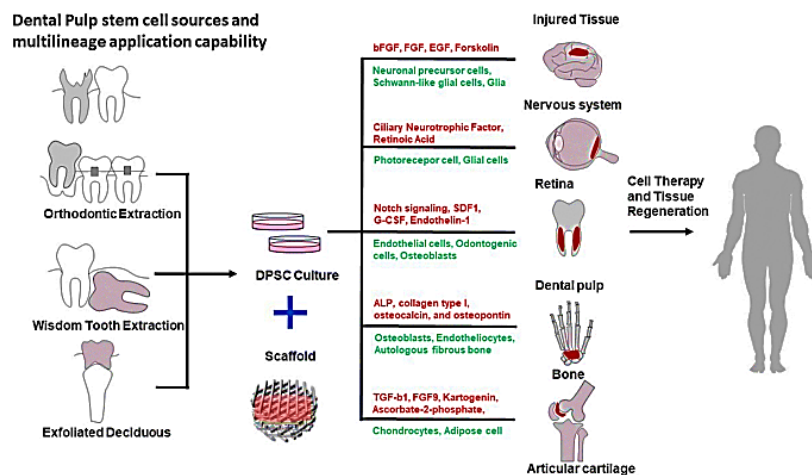 Dental Pulp stem cell sources and
multilineage application capability
Orthodontic Extraction
Wisdom Tooth Extraction
Exfoliated Deciduous
DPSC Culture
Scaffold
bFGF, FGF, EGF, Forskolin
Neuronal precursor cells,
Schwann-like glial cells, Glia
Ciliary Neurotrophic Factor,
Retinoic Acid
Photorecepor cell, Glial cells
Notch signaling, SDF1,
G-CSF, Endothelin-1
Endothelial cells, Odontogenic
cells, Osteoblasts
ALP, collagen type I,
osteocalcin, and osteopontin
Osteoblasts, Endotheliocytes,
Autologous fibrous bone
TGF-b1, FGF9, Kartogenin,
Ascorbate-2-phosphate,
Chondrocytes, Adipose cell
Injured Tissue
Nervous system
Retina
Dental pulp
Bone
Articular cartilage
Cell Therapy
and Tissue
Regeneration